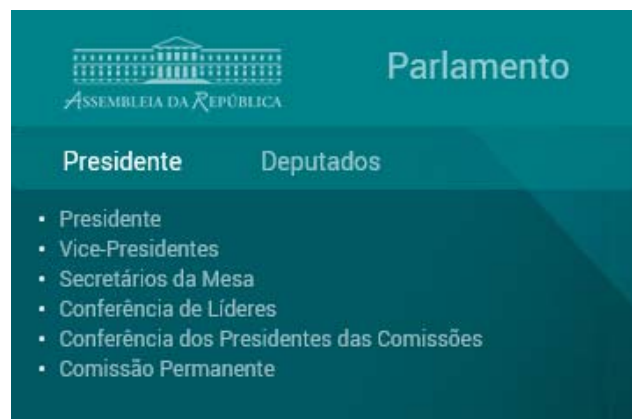 Parlamento
ASSEMBLEIA DA REPÚBLICA
Presidente Deputados
• Presidente
• Vice-Presidentes
• Secretários da Mesa
• Conferência de Líderes
• Conferência dos Presidentes das Comissões
• Comissão Permanente